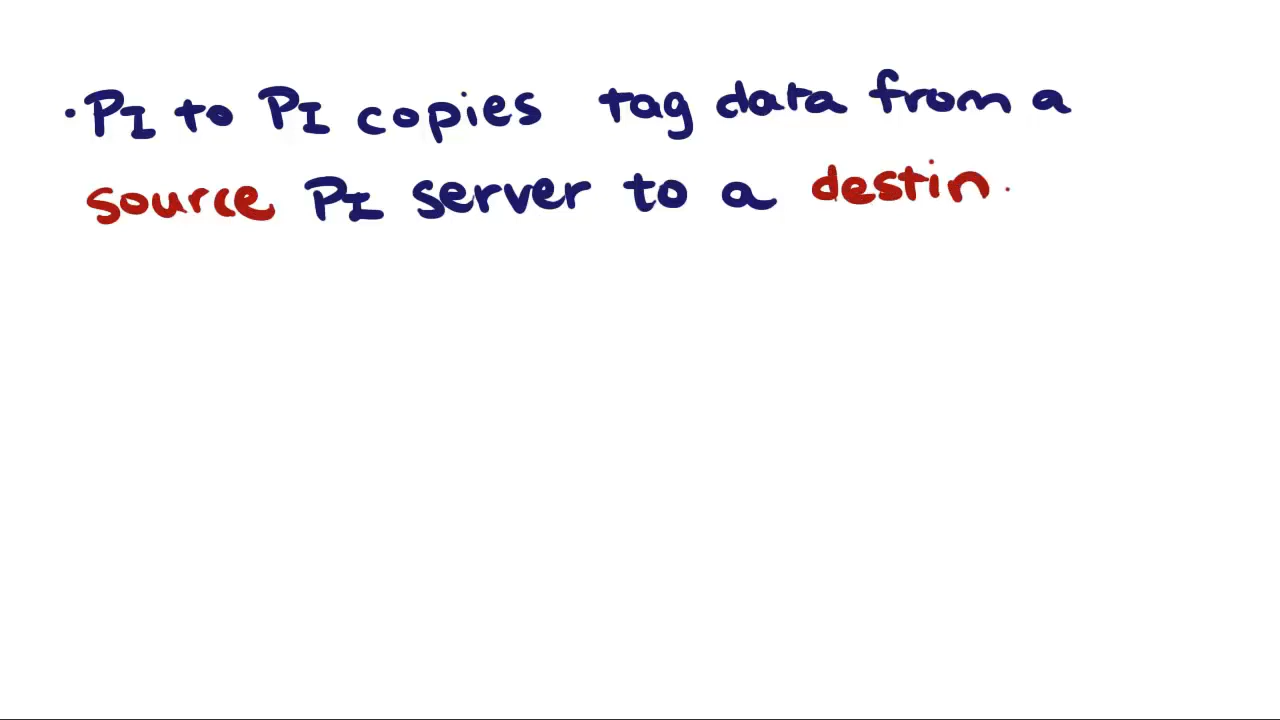 · PI to PI copies tag data from a
source PI server to a destin